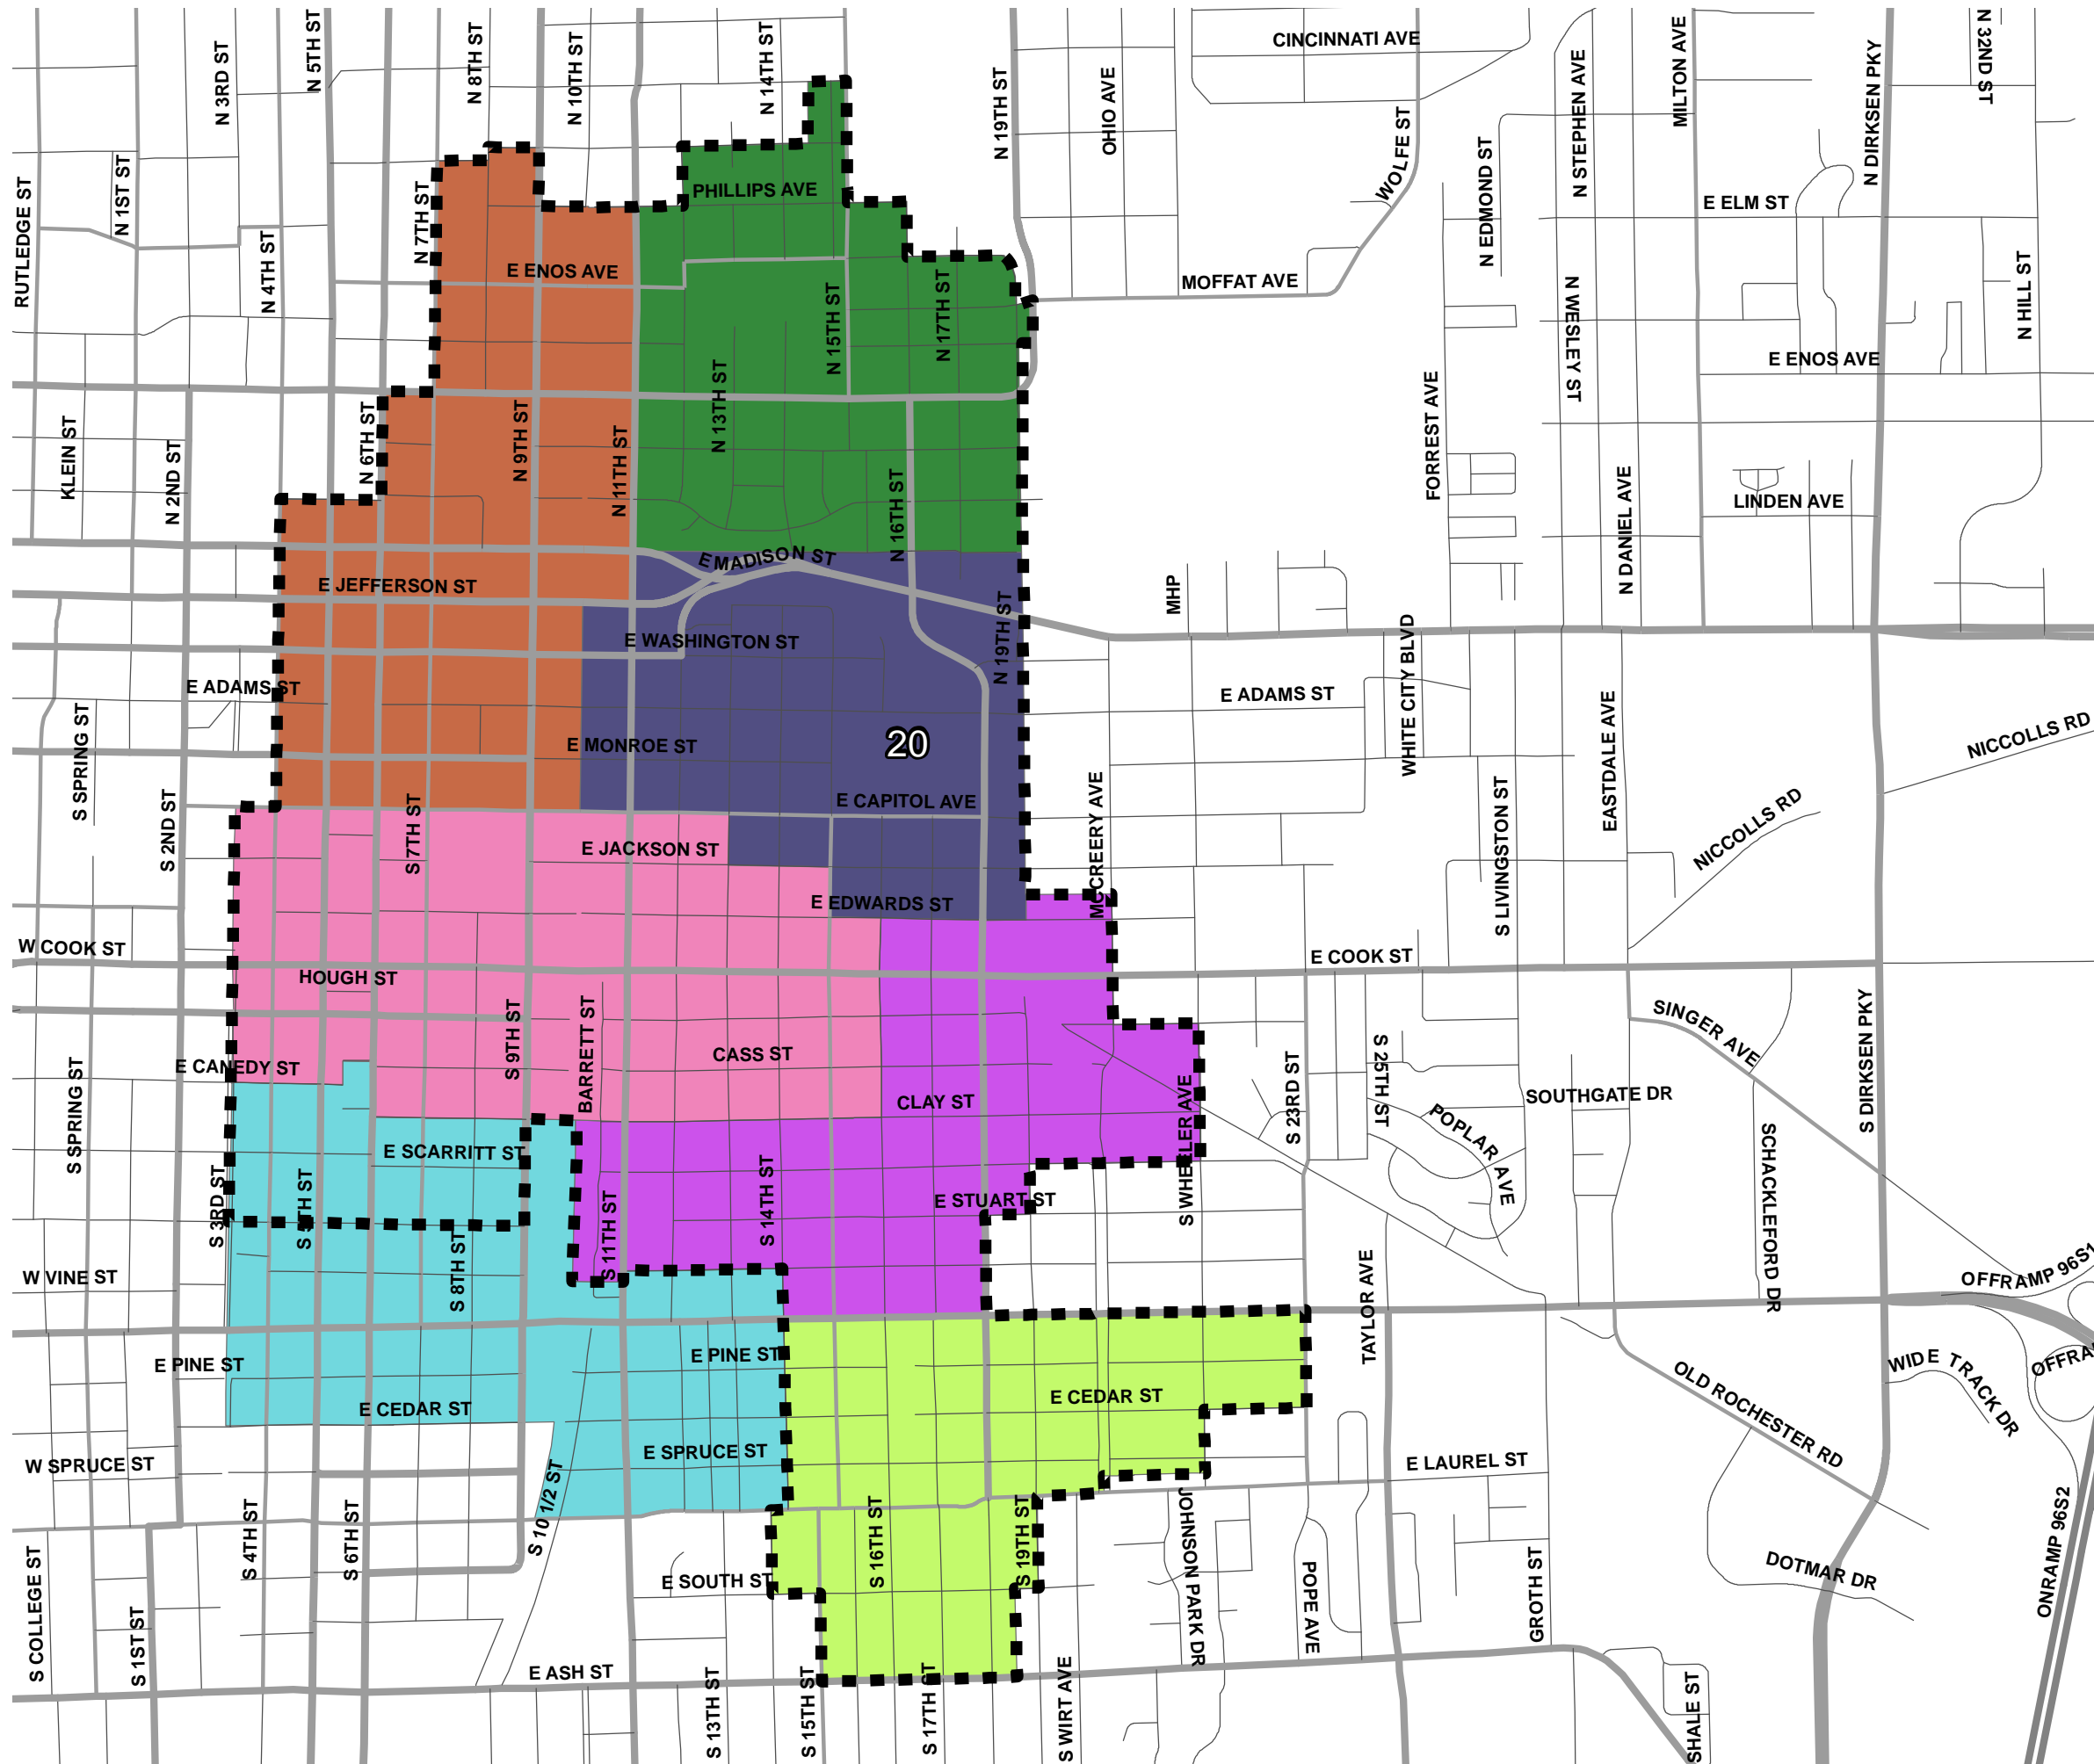 N 3RD ST
N 5TH ST
N 8TH ST
N 10TH ST
N 14TH ST
N 19TH ST
OHIO AVE
CINCINNATI AVE
WOLFE ST
N EDMOND ST
N STEPHEN AVE
MILTON AVE
N DIRKSEN PKY
N 32ND ST
RUTLEDGE ST
N 1ST ST
N 4TH ST
N 7TH ST
PHILLIPS AVE
E ELM ST
E ENOS AVE
MOFFAT AVE
N 15TH ST
N 17TH ST
N WESLEY ST
N HILL ST
E ENOS AVE
KLEIN ST
N 2ND ST
N 6TH ST
N 9TH ST
N 11TH ST
N 13TH ST
N 16TH ST
FORREST AVE
N DANIEL AVE
LINDEN AVE
E MADISON ST
E JEFFERSON ST
MHP
E WASHINGTON ST
N 19TH ST
WHITE CITY BLVD
E ADAMS ST
E ADAMS ST
S SPRING ST
E MONROE ST
20
EASTDALE AVE
NICCOLLS RD
S 2ND ST
S 7TH ST
E CAPITOL AVE
MCCREERY AVE
S LIVINGSTON ST
NICCOLLS RD
E JACKSON ST
E EDWARDS ST
W COOK ST
E COOK ST
HOUGH ST
S 9TH ST
BARRETT ST
SINGER AVE
S DIRKSEN PKY
CASS ST
E CANEDY ST
S SPRING ST
CLAY ST
S WHEELER AVE
S 23RD ST
S 25TH ST
SOUTHGATE DR
POPLAR AVE
E SCARRITT ST
SCHACKLEFORD DR
S 3RD ST
S 5TH ST
S 8TH ST
S 11TH ST
S 14TH ST
E STUART ST
W VINE ST
TAYLOR AVE
OFFRAMP 96S1
E PINE ST
E PINE ST
WIDE TRACK DR
OFFRA
E CEDAR ST
E CEDAR ST
OLD ROCHESTER RD
W SPRUCE ST
E SPRUCE ST
E LAUREL ST
S 10 1/2 ST
S 4TH ST
S 6TH ST
S 16TH ST
S 19TH ST
JOHNSON PARK DR
POPE AVE
GROTH ST
DOTMAR DR
ONRAMP 96S2
S COLLEGE ST
S 1ST ST
E SOUTH ST
E ASH ST
S 13TH ST
S 15TH ST
S 17TH ST
S WIRT AVE
SHALE ST